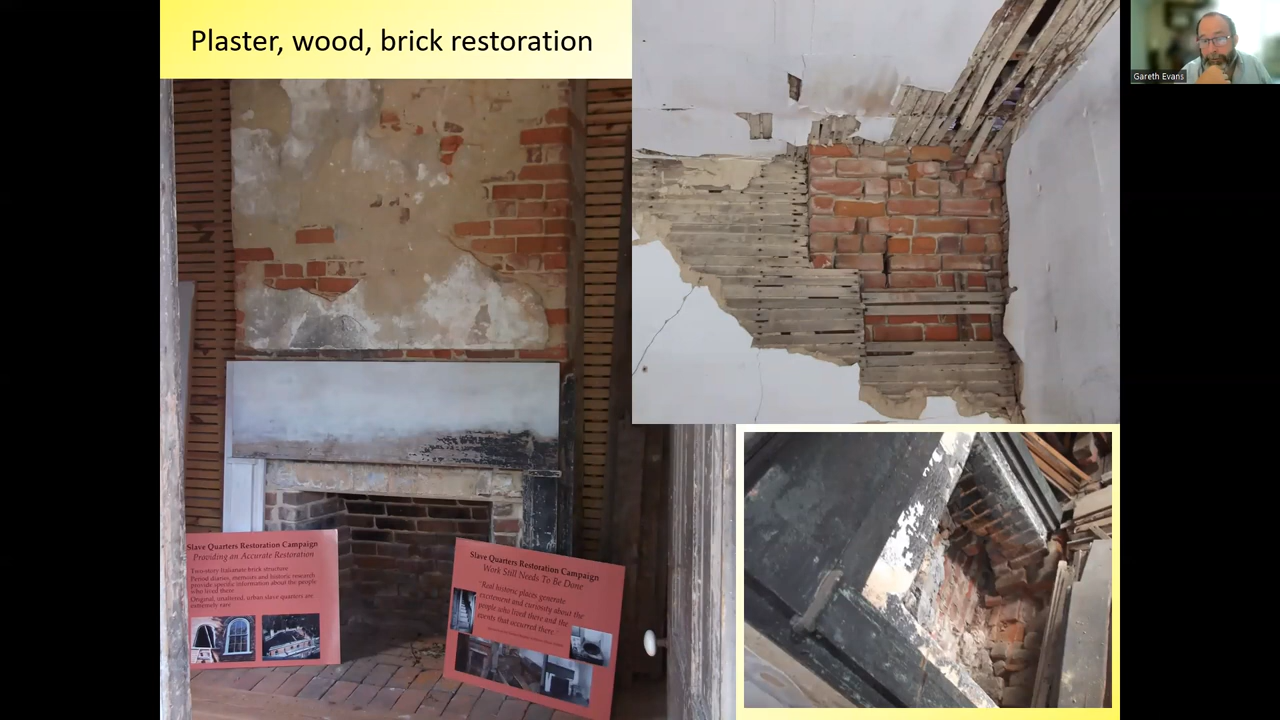 Plaster, wood, brick restoration
Gareth Evans
Slave Quarters Restoration Campaign
Providing an Accurate Restoration
Two-story Italianate brick structure
Period diaries, memoirs and historic research
provide specific information about the people
who lived there
Original, unaltered, urban slave quarters are
extremely rare
Slave Quarters Restoration Campaign
Work Still Needs To Be Done
"Real historic places generate
excitement and curiosity about the
people who lived there and the
events that occurred there."